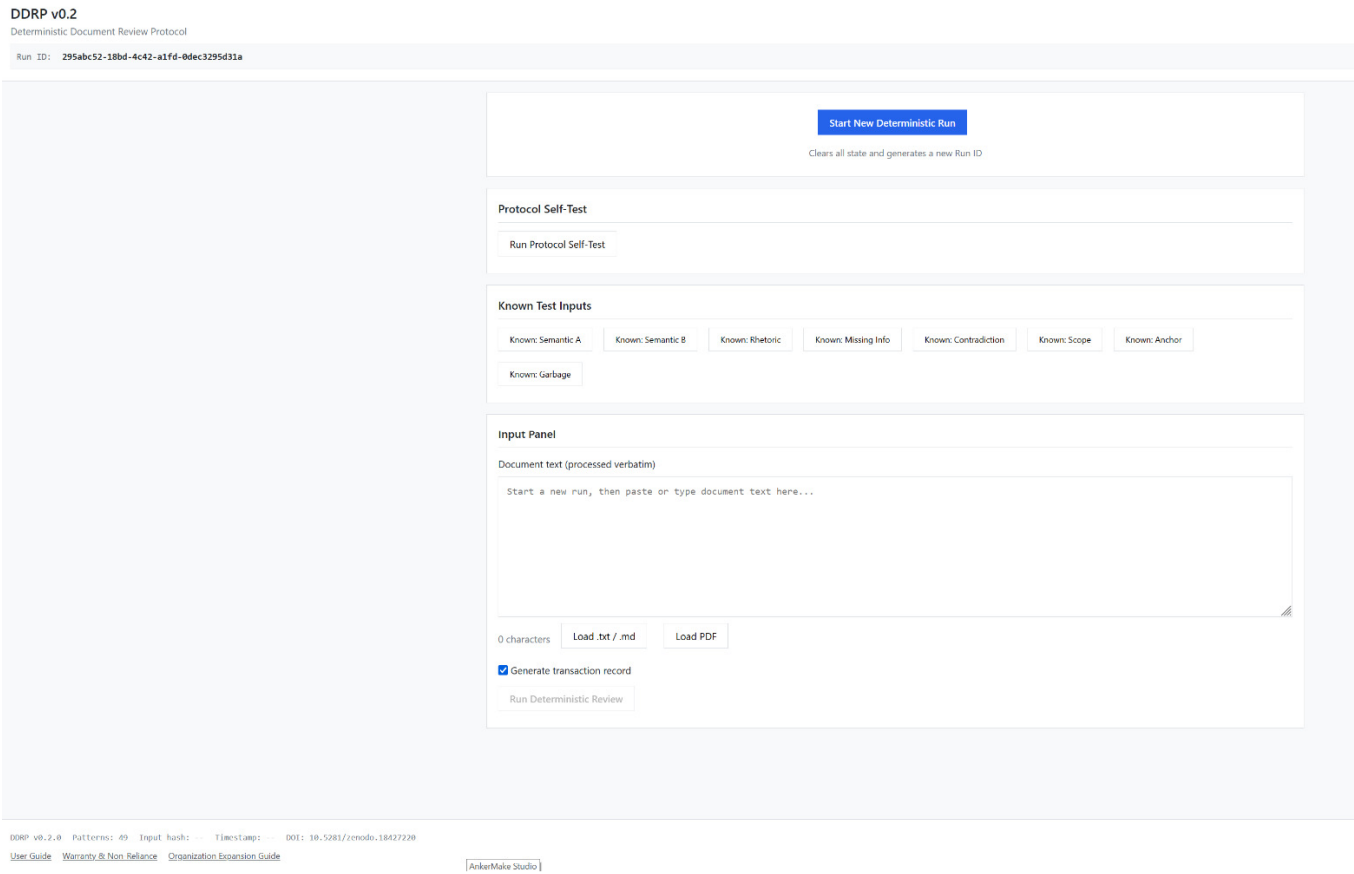 DDRP v0.2
Deterministic Document Review Protocol
Run ID: 295abc52-18bd-4c42-a1fd-0dec3295d31a
Start New Deterministic Run
Clears all state and generates a new Run ID
Protocol Self-Test
Run Protocol Self-Test
Known Test Inputs
Known: Semantic A Known: Semantic B Known: Rhetoric Known: Missing Info Known: Contradiction Known: Scope Known: Anchor
Known: Garbage
Input Panel
Document text (processed verbatim)
Start a new run, then paste or type document text here...
0 characters Load .txt / .md Load PDF
Generate transaction record
Run Deterministic Review
DDRP v0.2.0 Patterns: 49 Input hash: — Timestamp: — DOI: 10.5281/zenodo.18427220
User Guide Warranty & Non-Reliance Organization Expansion Guide
AnkerMake Studio